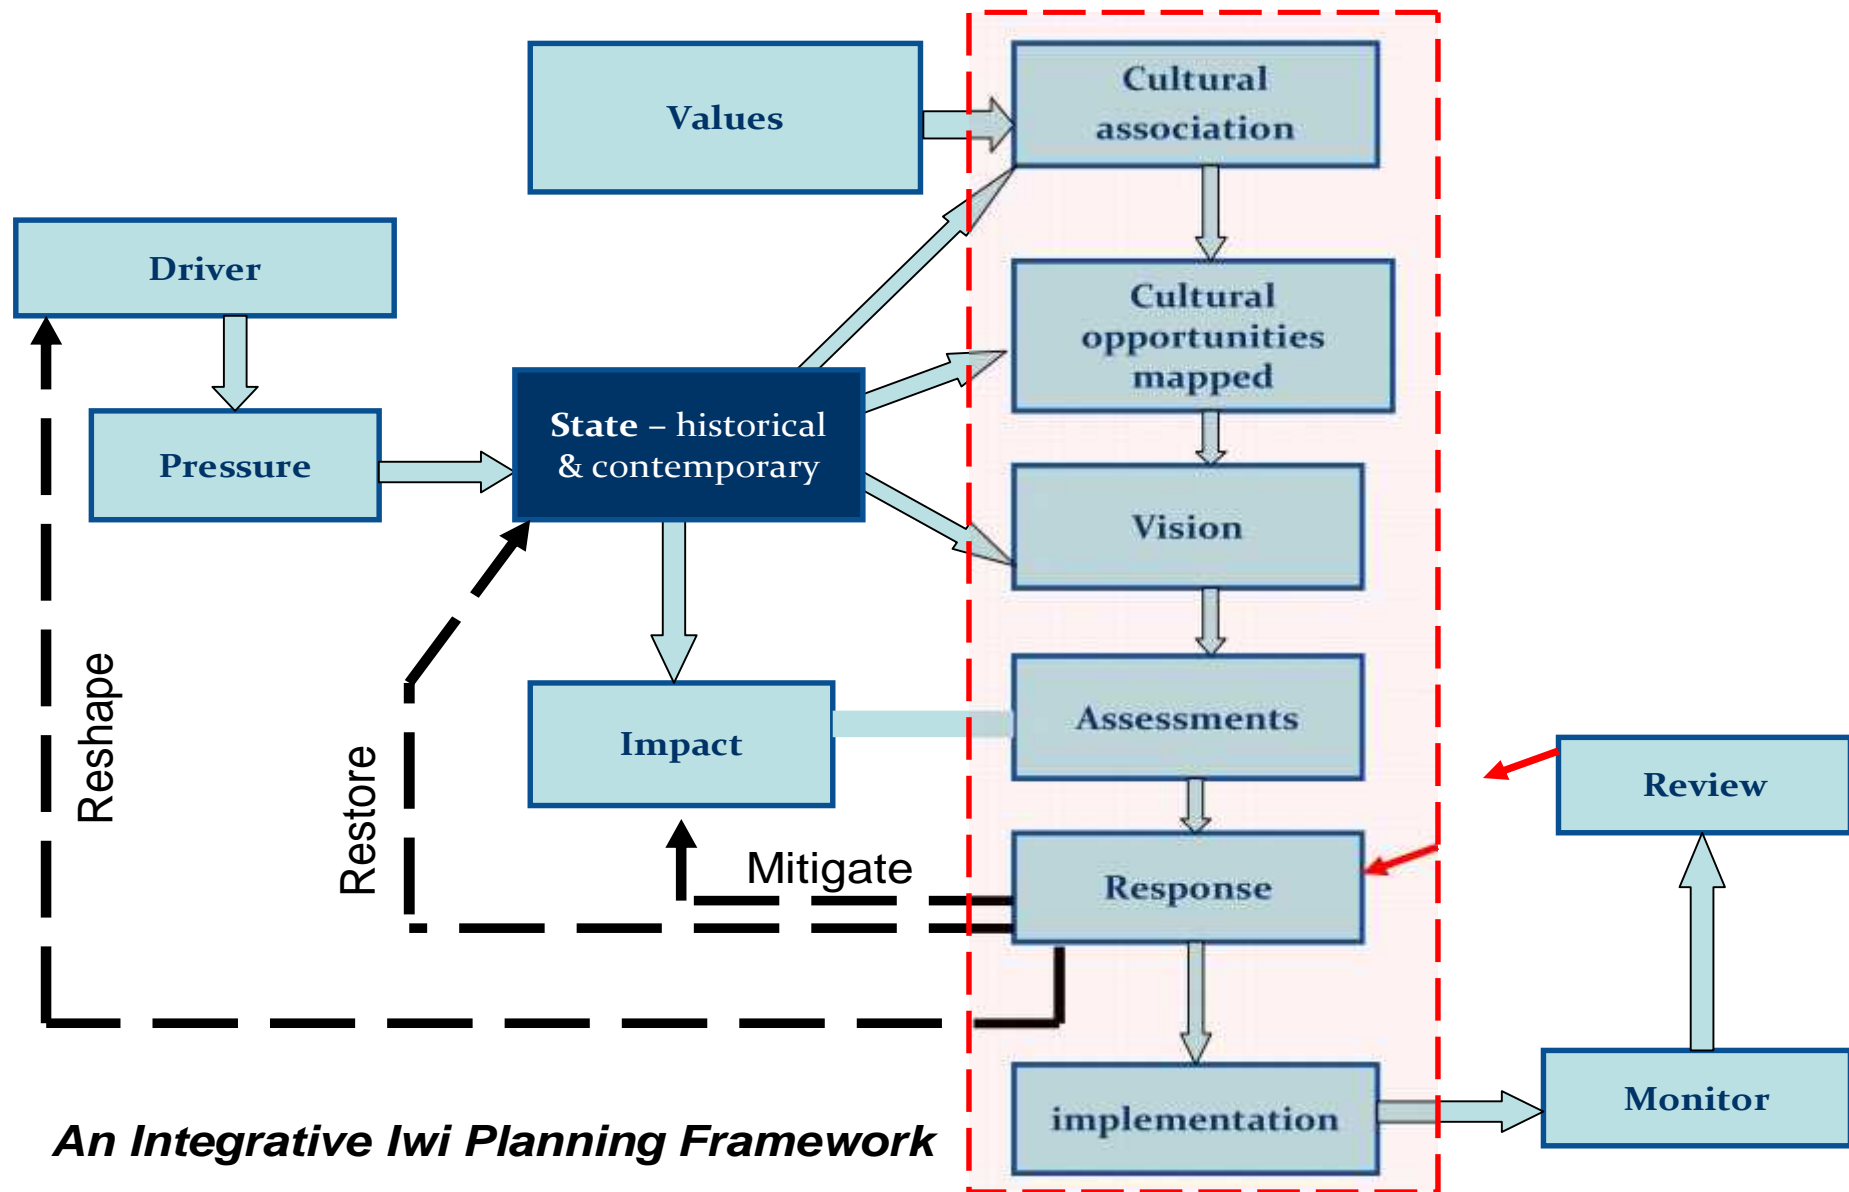 Values
Cultural
association
Driver
Cultural
opportunities
mapped
State – historical
& contemporary
Pressure
Vision
Reshape
Restore
Impact
Assessments
Review
Mitigate
Response
Monitor
implementation
An Integrative Iwi Planning Framework